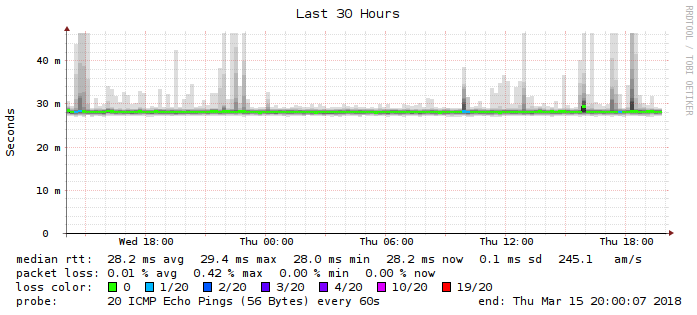 Last 30 Hours
RRDTOOL / TOBI OETIKER
Seconds
40 m
30 m
20 m
10 m
0
Wed 18:00 Thu 00:00 Thu 06:00 Thu 12:00 Thu 18:00
median rtt: 28.2 ms avg 29.4 ms max 28.0 ms min 28.2 ms now 0.1 ms sd 245.1 am/s
packet loss: 0.01 % avg 0.42 % max 0.00 % min 0.00 % now
loss color: 0 1/20 2/20 3/20 4/20 10/20 19/20
probe: 20 ICMP Echo Pings (56 Bytes) every 60s end: Thu Mar 15 20:00:07 2018